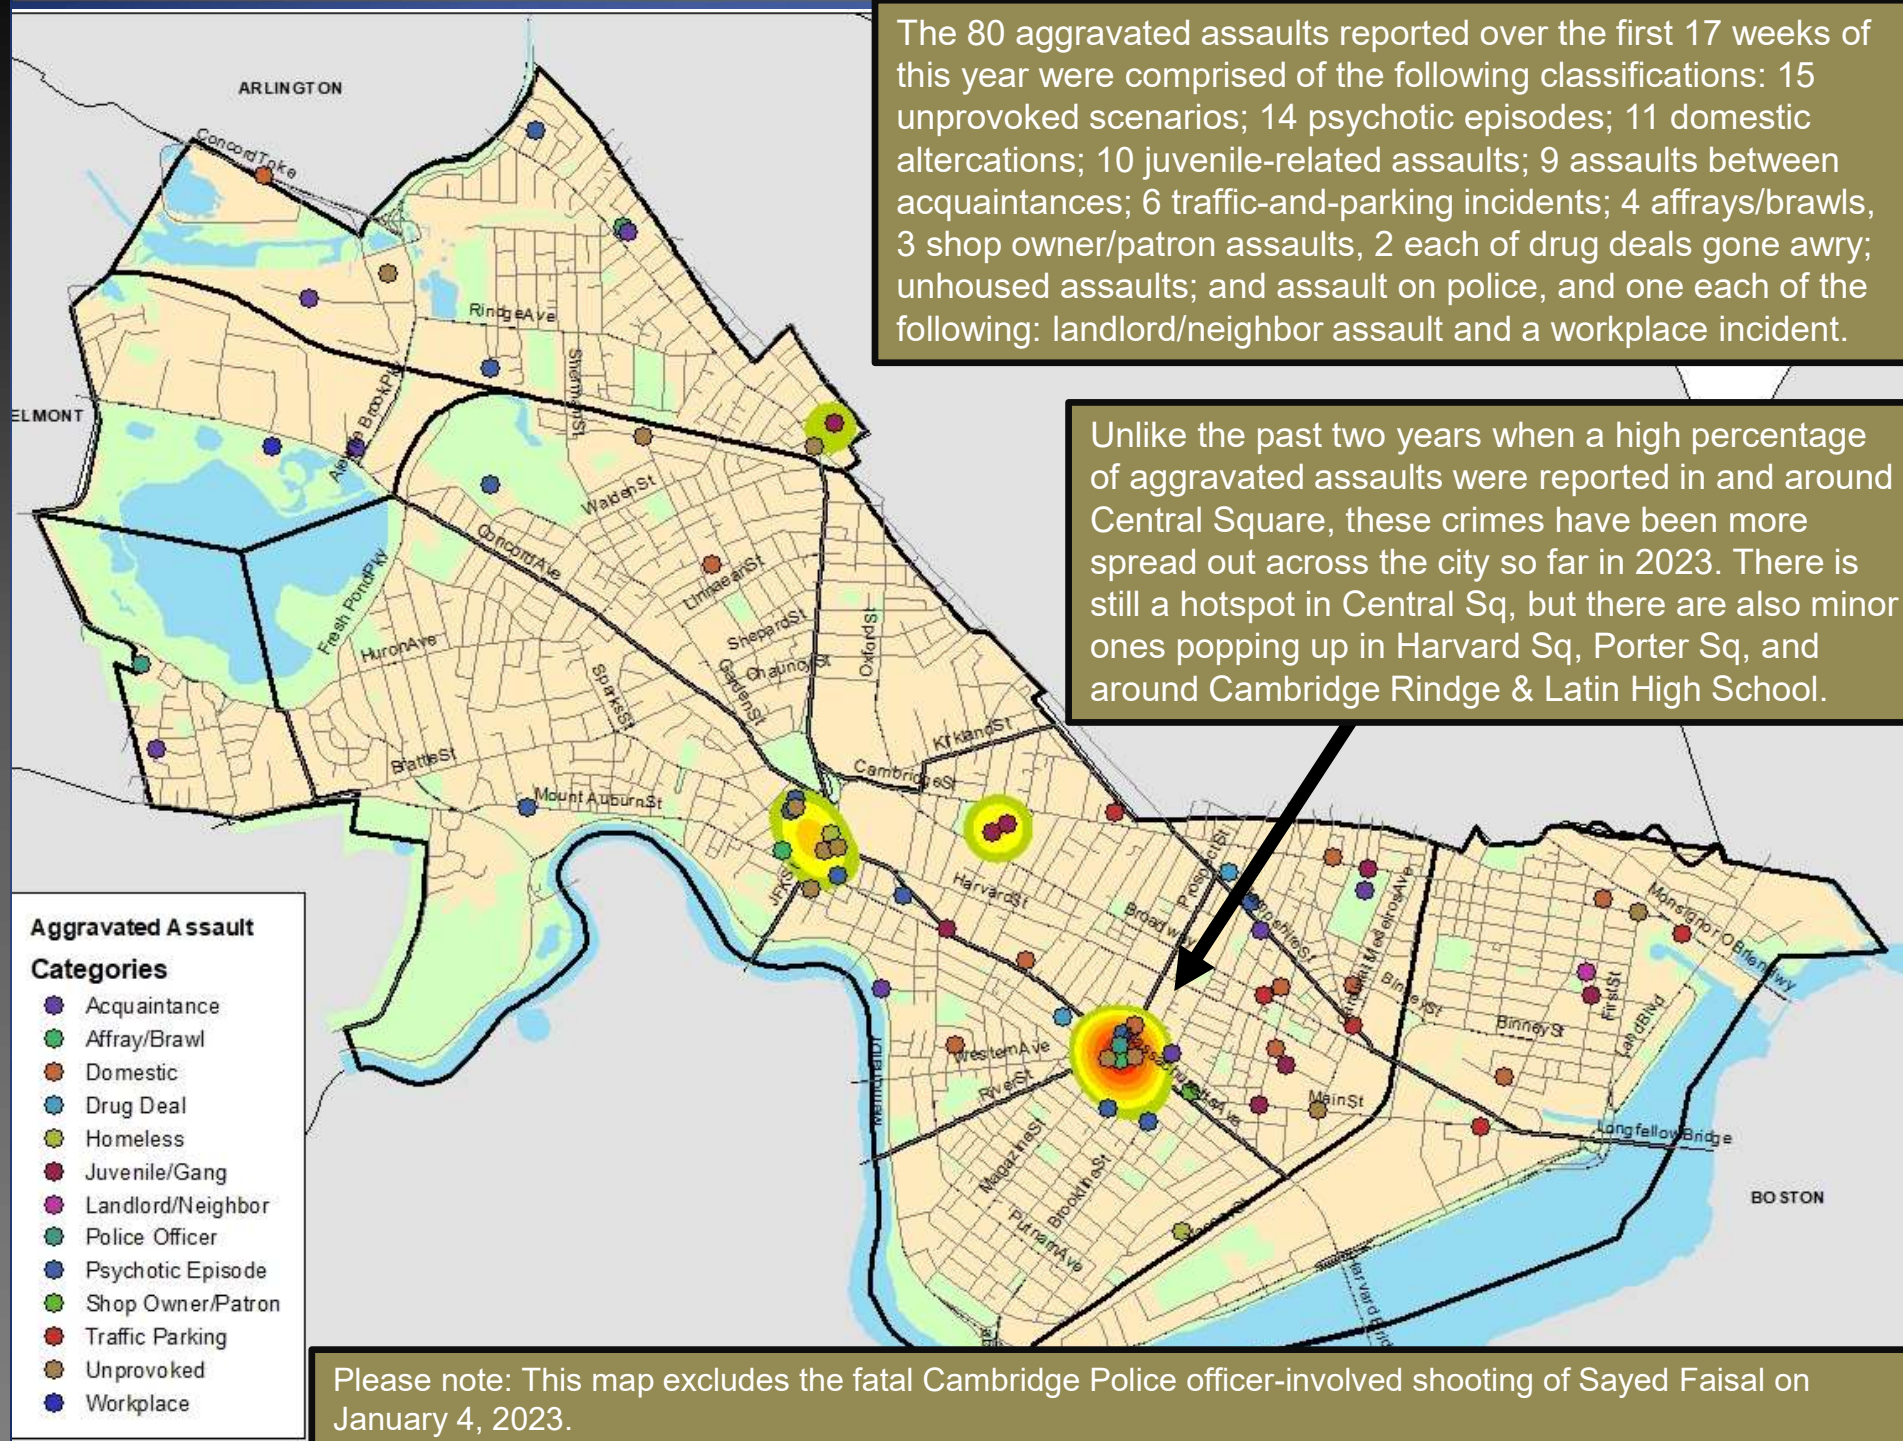 The 80 aggravated assaults reported over the first 17 weeks of
this year were comprised of the following classifications: 15
unprovoked scenarios; 14 psychotic episodes; 11 domestic
altercations; 10 juvenile-related assaults; 9 assaults between
acquaintances; 6 traffic-and-parking incidents; 4 affrays/brawls,
3 shop owner/patron assaults, 2 each of drug deals gone awry;
unhoused assaults; and assault on police, and one each of the
following: landlord/neighbor assault and a workplace incident.
Unlike the past two years when a high percentage
of aggravated assaults were reported in and around
Central Square, these crimes have been more
spread out across the city so far in 2023. There is
still a hotspot in Central Sq, but there are also minor
ones popping up in Harvard Sq, Porter Sq, and
around Cambridge Rindge & Latin High School.
ARLINGTON
Concord Tnke
Rindge Ave
Sherman St
ELMONT
Walden St
Concord Ave
Fresh Pond Pky
Linnaean St
Shepard St
Chauncy St
Oxford St
Huron Ave
Garden St
Sparks St
Kirkland St
Brattle St
Cambridge St
Mount Auburn St
JFK St
Harvard St
Prospect St
Broadway
Monsignor O Brien Hwy
Binney St
First St
Land Blvd
Binney St
Western Ave
River St
Memorial Dr
Main St
Longfellow Bridge
Magazine St
Brookline St
Putnam Ave
BOSTON
Aggravated Assault
Categories
Acquaintance
Affray/Brawl
Domestic
Drug Deal
Homeless
Juvenile/Gang
Landlord/Neighbor
Police Officer
Psychotic Episode
Shop Owner/Patron
Traffic Parking
Unprovoked
Workplace
Please note: This map excludes the fatal Cambridge Police officer-involved shooting of Sayed Faisal on
January 4, 2023.